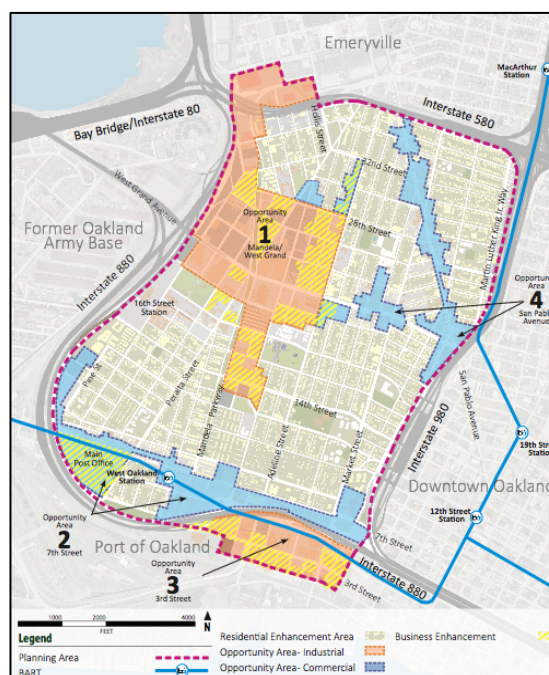 Emeryville
MacArthur
Station
Bay Bridge/Interstate 80
Interstate 580
Hollis Street
West Grand Avenue
32nd Street
Martin Luther King Jr. Way
Opportunity
Area
1
Mandela/
West Grand
28th Street
Former Oakland
Army Base
Interstate 880
Opportunity
Area
4
San Pablo
Avenue
16th Street
Station
Pine St
Peralta Street
Mandela Parkway
14th Street
Adeline Street
Market Street
San Pablo Avenue
Interstate 980
19th Street
Station
Downtown Oakland
12th Street
Station
Main
Post Office
West Oakland
Station
Opportunity
Area
2
7th Street
Port of Oakland
7th Street
Opportunity
Area
3
3rd Street
Interstate 880
3rd Street
1000 2000 4000
FEET
N
Legend
Planning Area
BART
Residential Enhancement Area
Opportunity Area- Industrial
Opportunity Area- Commercial
Business Enhancement